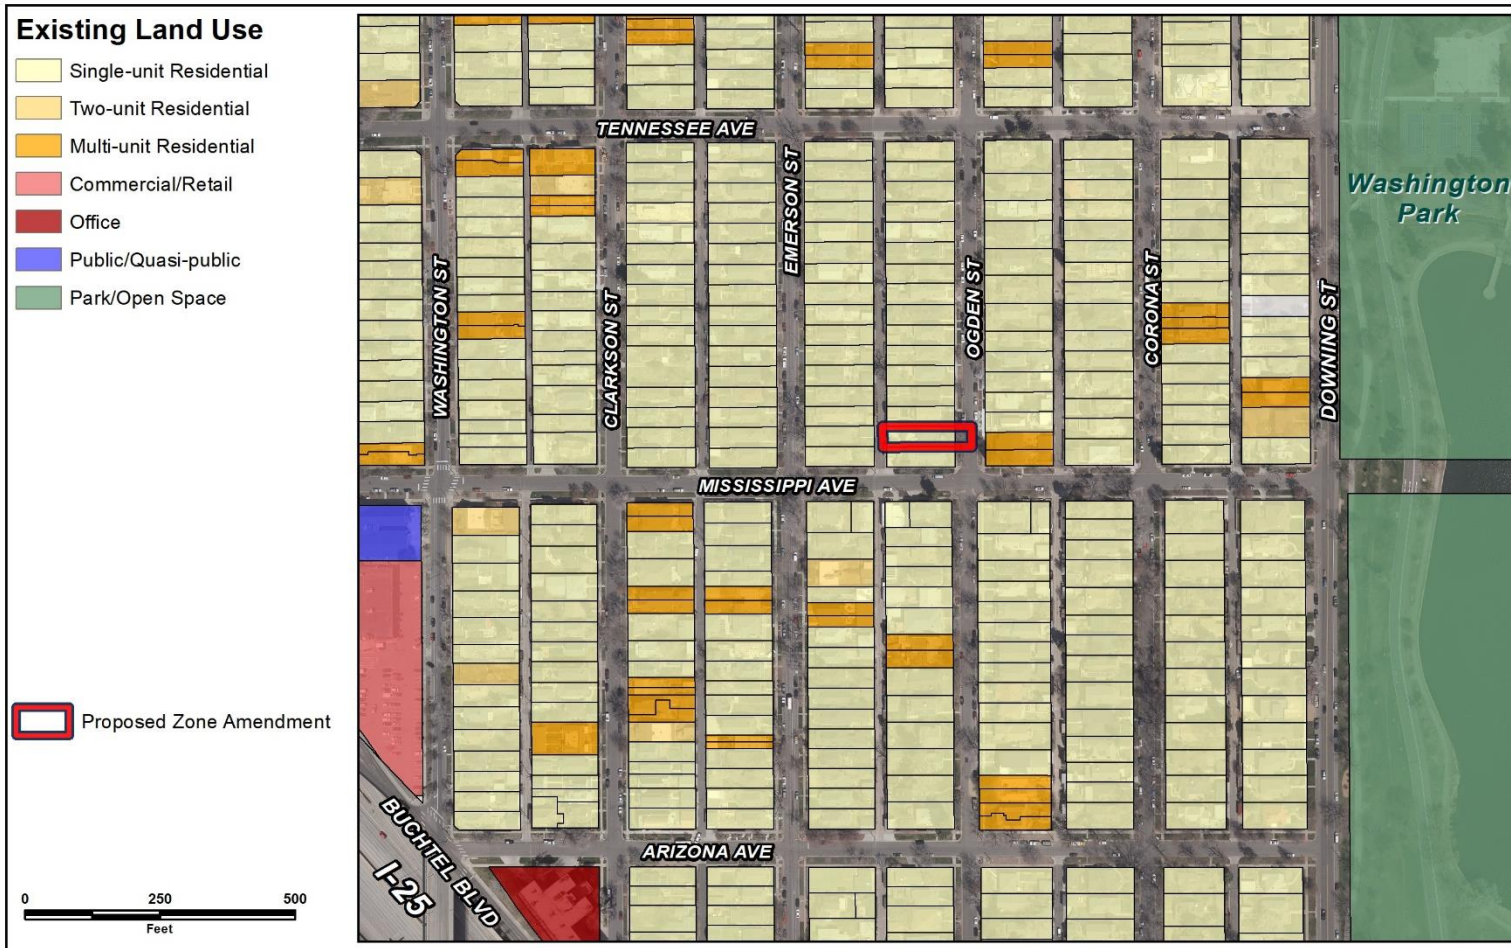 Existing Land Use
Single-unit Residential
Two-unit Residential
Multi-unit Residential
Commercial/Retail
Office
Public/Quasi-public
Park/Open Space
Proposed Zone Amendment
0 250 500
Feet
TENNESSEE AVE
Washington
Park
WASHINGTON ST
CLARKSON ST
EMERSON ST
OGDEN ST
CORONA ST
DOWNING ST
MISSISSIPPI AVE
ARIZONA AVE
BUCHTEL BLVD
I-25